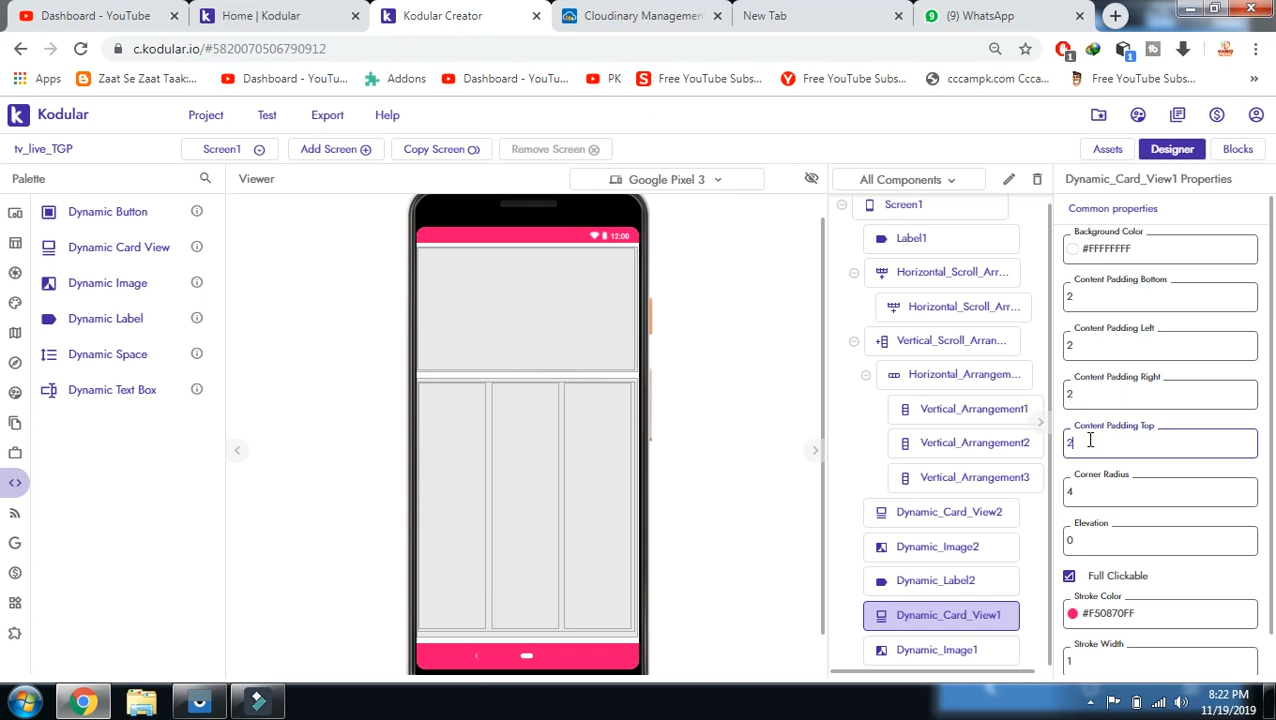 Dashboard - YouTube
Home | Kodular
Kodular Creator
Cloudinary Management
New Tab
(9) WhatsApp
c.kodular.io/#5820070506790912
1
1
Apps
Zaat Se Zaat Taak:...
Dashboard - YouTu...
Addons
Dashboard - YouTu...
PK
Free YouTube Subs...
Free YouTube Subs...
cccampk.com Ccca...
Free YouTube Subs...
Kodular
Project
Test
Export
Help
tv_live_TGP
Screen1
Add Screen
Copy Screen
Remove Screen
Assets
Designer
Blocks
Palette
Viewer
Google Pixel 3
All Components
Dynamic_Card_View1 Properties
Dynamic Button
Dynamic Card View
Dynamic Image
Dynamic Label
Dynamic Space
Dynamic Text Box
12:00
Screen1
Label1
Horizontal_Scroll_Arr...
Horizontal_Scroll_Arr...
Vertical_Scroll_Arran...
Horizontal_Arrangem...
Vertical_Arrangement1
Vertical_Arrangement2
Vertical_Arrangement3
Dynamic_Card_View2
Dynamic_Image2
Dynamic_Label2
Dynamic_Card_View1
Dynamic_Image1
Common properties
Background Color
#FFFFFFFF
Content Padding Bottom
2
Content Padding Left
2
Content Padding Right
2
Content Padding Top
2
Corner Radius
4
Elevation
0
Full Clickable
Stroke Color
#F50870FF
Stroke Width
1
8:22 PM
11/19/2019